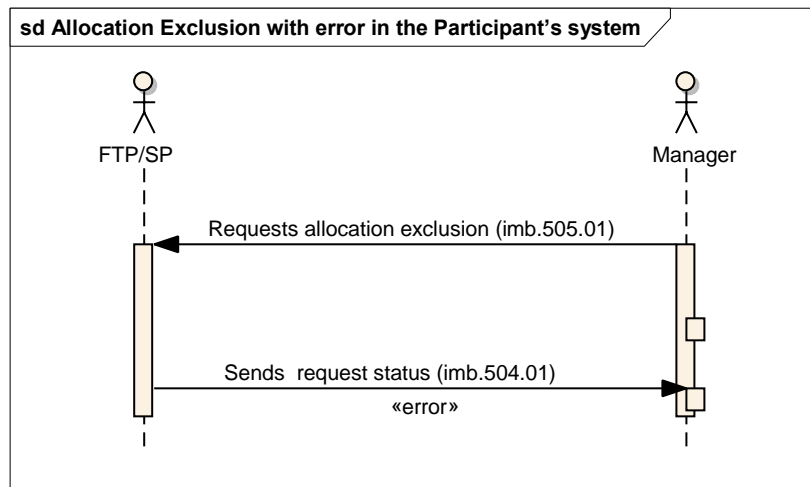 sd Allocation Exclusion with error in the Participant's system
FTP/SP
Manager
Requests allocation exclusion (imb.505.01)
Sends  request status (imb.504.01)
«error»